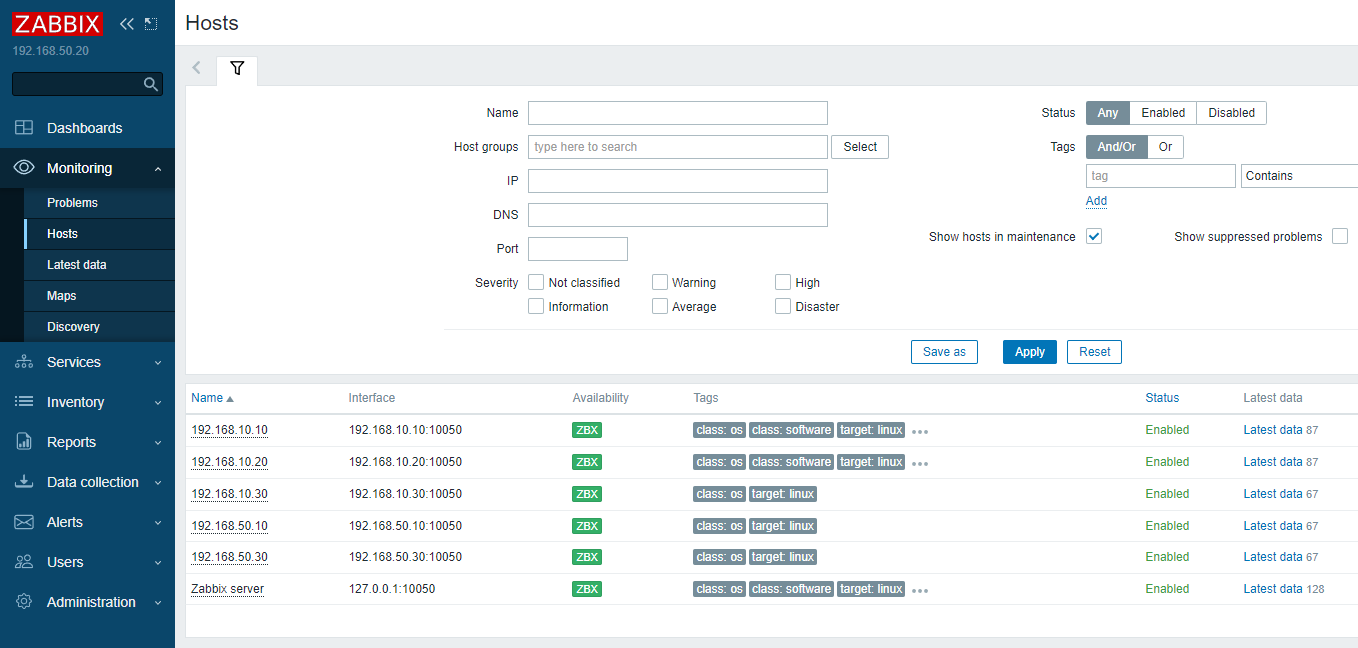 ZABBIX
192.168.50.20
Dashboards
Monitoring
Problems
Hosts
Latest data
Maps
Discovery
Services
Inventory
Reports
Data collection
Alerts
Users
Administration
Hosts
Name
Host groups type here to search Select
IP
DNS
Port
Severity Not classified Warning High
Information Average Disaster
Status Any Enabled Disabled
Tags And/Or Or
tag Contains
Add
Show hosts in maintenance Show suppressed problems
Save as Apply Reset
Name Interface Availability Tags Status Latest data
192.168.10.10 192.168.10.10:10050 ZBX class: os class: software target: linux ••• Enabled Latest data 87
192.168.10.20 192.168.10.20:10050 ZBX class: os class: software target: linux ••• Enabled Latest data 87
192.168.10.30 192.168.10.30:10050 ZBX class: os target: linux Enabled Latest data 67
192.168.50.10 192.168.50.10:10050 ZBX class: os target: linux Enabled Latest data 67
192.168.50.30 192.168.50.30:10050 ZBX class: os target: linux Enabled Latest data 67
Zabbix server 127.0.0.1:10050 ZBX class: os class: software target: linux ••• Enabled Latest data 128